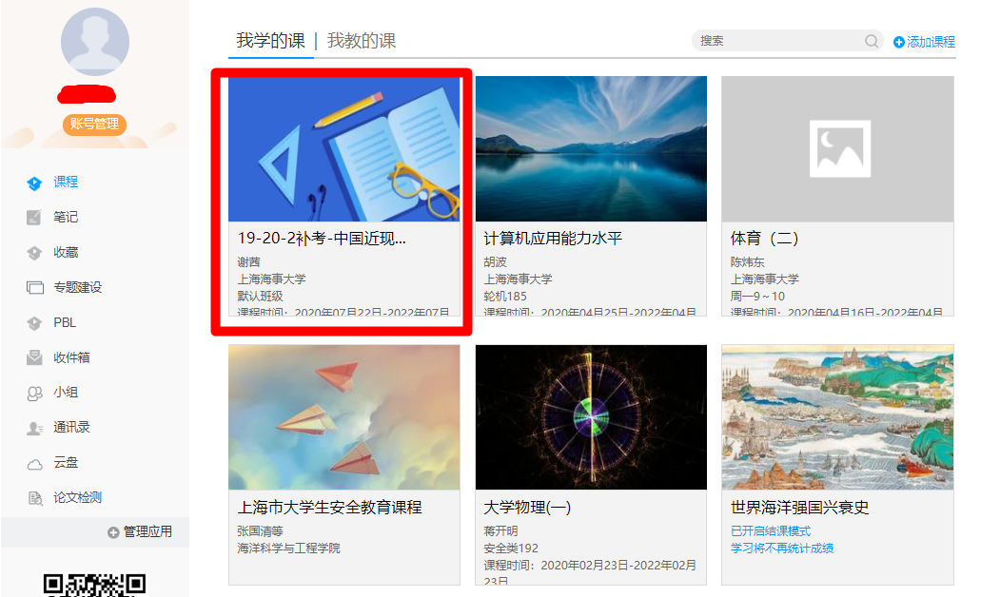 账号管理
课程
笔记
收藏
专题建设
PBL
收件箱
小组
通讯录
云盘
论文检测
管理应用
我学的课 | 我教的课
搜索
添加课程
19-20-2补考-中国近现...
谢茜
上海海事大学
默认班级
课程时间：2020年07月22日-2022年07月
计算机应用能力水平
胡波
上海海事大学
轮机185
课程时间：2020年04月25日-2022年04月
体育（二）
陈炜东
上海海事大学
周一9～10
课程时间：2020年04月16日-2022年04月
上海市大学生安全教育课程
张国清等
海洋科学与工程学院
大学物理(一)
蒋开明
安全类192
课程时间：2020年02月23日-2022年02月
23日
世界海洋强国兴衰史
已开启结课模式
学习将不再统计成绩